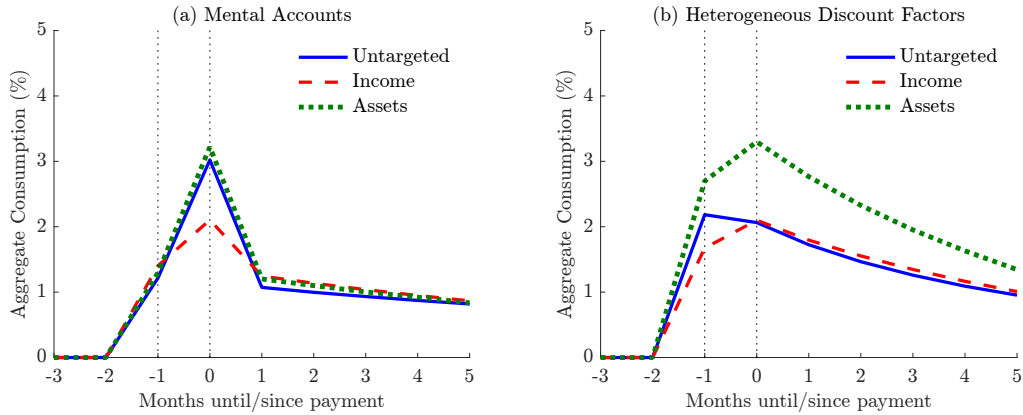 (a) Mental Accounts
Aggregate Consumption (%)
5
4
3
2
1
0
Untargeted
Income
Assets
-3 -2 -1 0 1 2 3 4 5
Months until/since payment
(b) Heterogeneous Discount Factors
Aggregate Consumption (%)
5
4
3
2
1
0
Untargeted
Income
Assets
-3 -2 -1 0 1 2 3 4 5
Months until/since payment